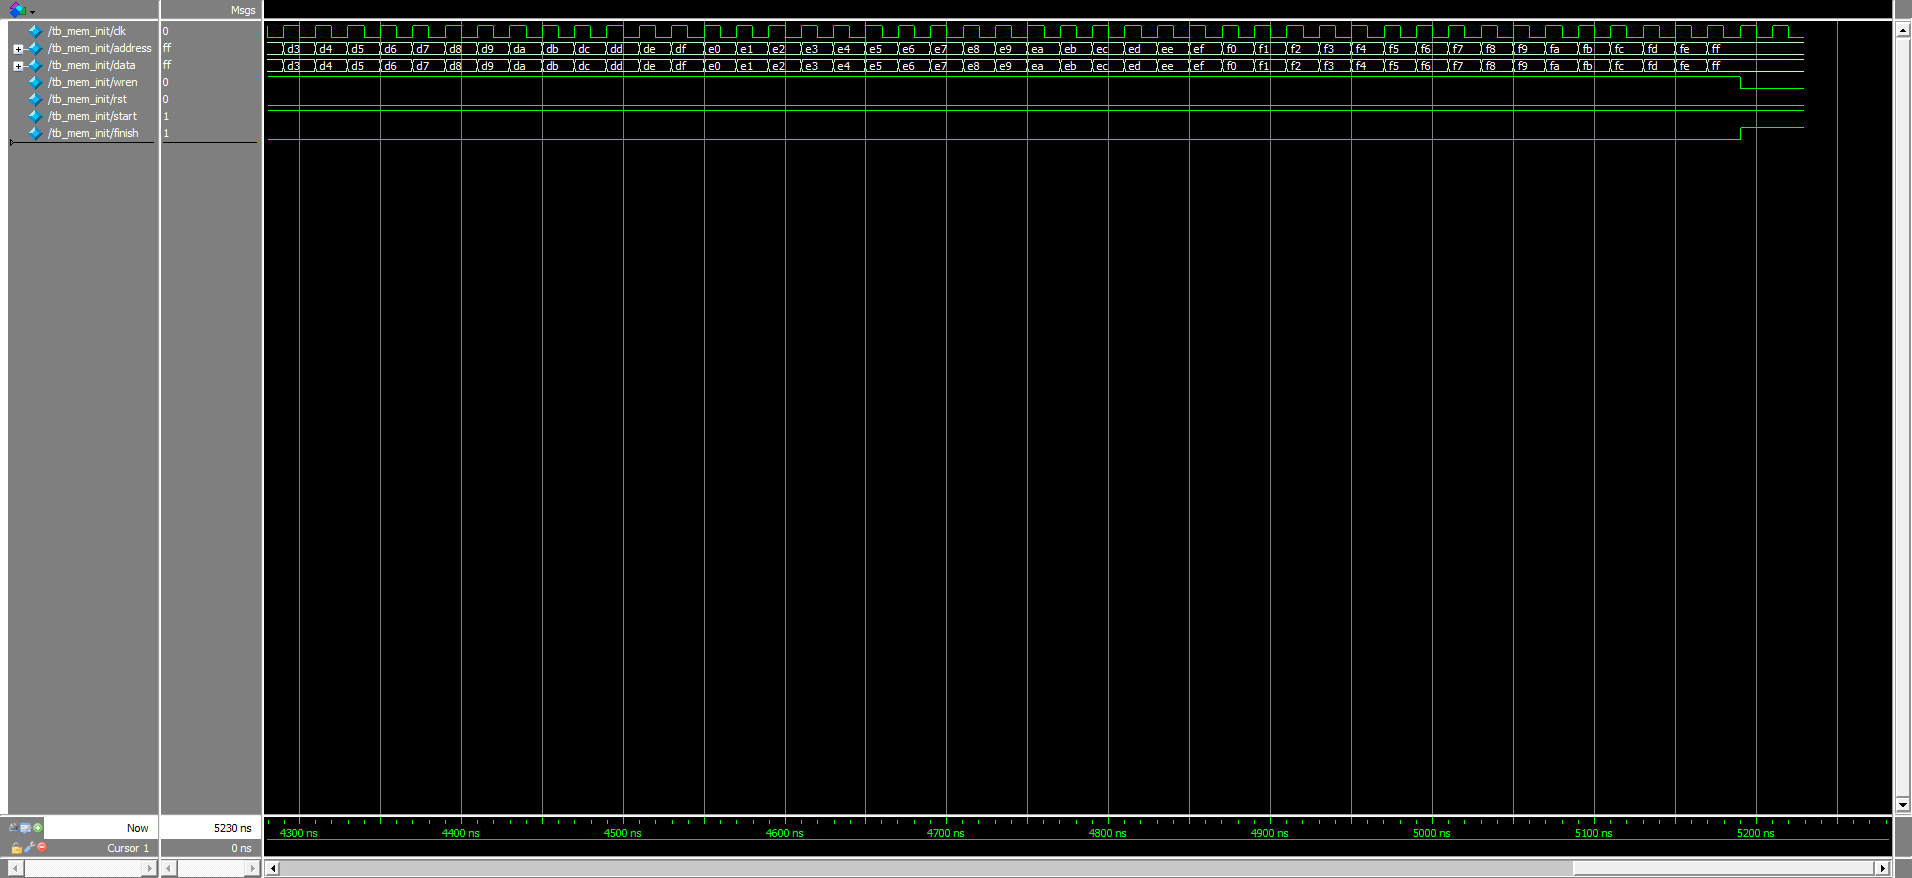 Msgs
/tb_mem_init/clk 0
/tb_mem_init/address ff d3 d4 d5 d6 d7 d8 d9 da db dc dd de df e0 e1 e2 e3 e4 e5 e6 e7 e8 e9 ea eb ec ed ee ef f0 f1 f2 f3 f4 f5 f6 f7 f8 f9 fa fb fc fd fe ff
/tb_mem_init/data ff d3 d4 d5 d6 d7 d8 d9 da db dc dd de df e0 e1 e2 e3 e4 e5 e6 e7 e8 e9 ea eb ec ed ee ef f0 f1 f2 f3 f4 f5 f6 f7 f8 f9 fa fb fc fd fe ff
/tb_mem_init/wren 0
/tb_mem_init/rst 0
/tb_mem_init/start 1
/tb_mem_init/finish 1
Now 5230 ns 4300 ns 4400 ns 4500 ns 4600 ns 4700 ns 4800 ns 4900 ns 5000 ns 5100 ns 5200 ns
Cursor 1 0 ns